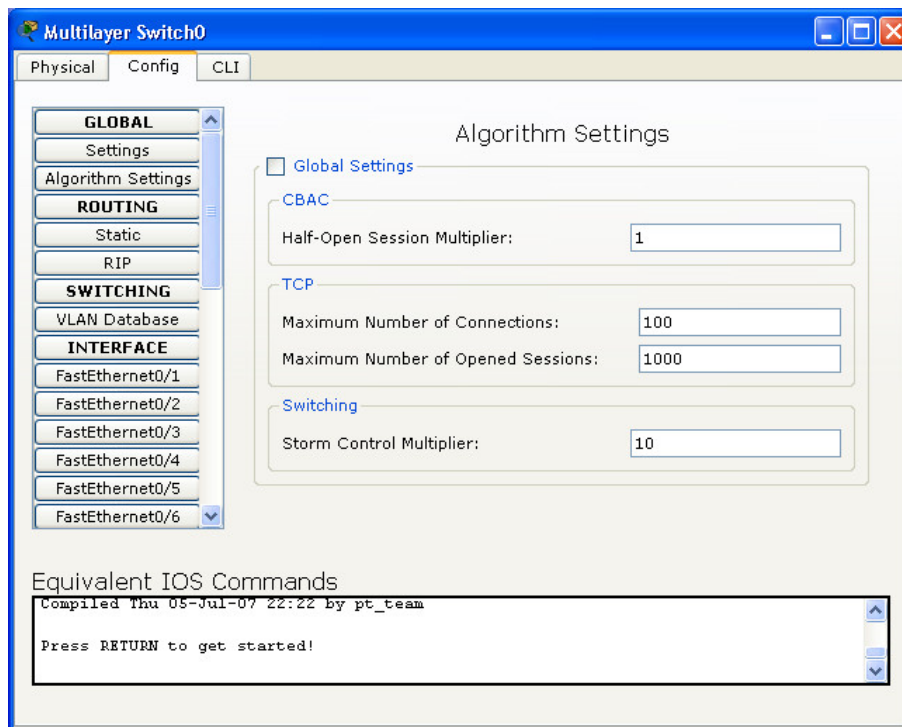 Multilayer Switch0
Physical Config CLI
GLOBAL
Settings
Algorithm Settings
ROUTING
Static
RIP
SWITCHING
VLAN Database
INTERFACE
FastEthernet0/1
FastEthernet0/2
FastEthernet0/3
FastEthernet0/4
FastEthernet0/5
FastEthernet0/6
Algorithm Settings
Global Settings
CBAC
Half-Open Session Multiplier: 1
TCP
Maximum Number of Connections: 100
Maximum Number of Opened Sessions: 1000
Switching
Storm Control Multiplier: 10
Equivalent IOS Commands
Compiled Thu 05-Jul-07 22:22 by pt_team
Press RETURN to get started!